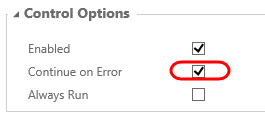 Control Options
Enabled
Continue on Error
Always Run